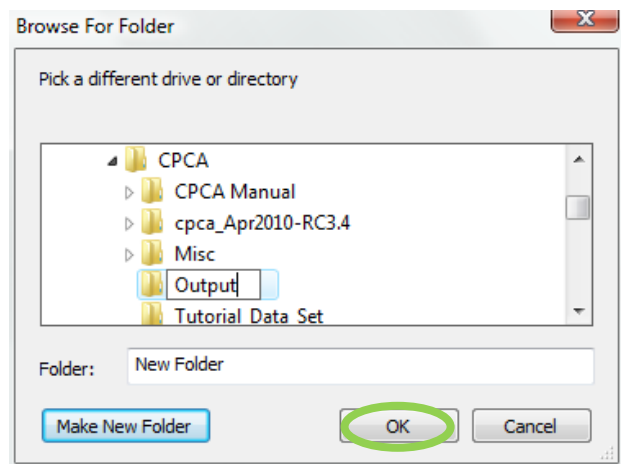 Browse For Folder
Pick a different drive or directory
CPCA
CPCA Manual
cpca_Apr2010-RC3.4
Misc
Output
Tutorial Data Set
Folder: New Folder
Make New Folder OK Cancel